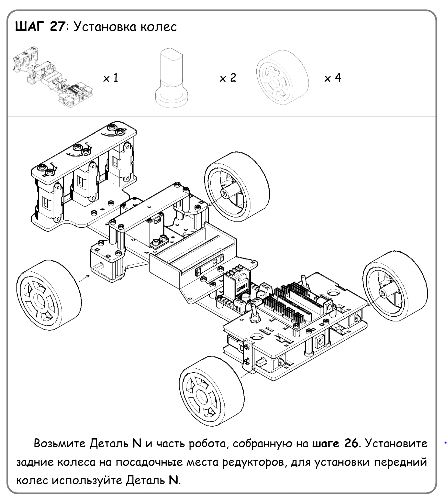 ШАГ 27: Установка колес
x 1
x 2
x 4
Возьмите Деталь N и часть робота, собранную на шаге 26. Установите
задние колеса на посадочные места редукторов, для установки передний
колес используйте Деталь N.